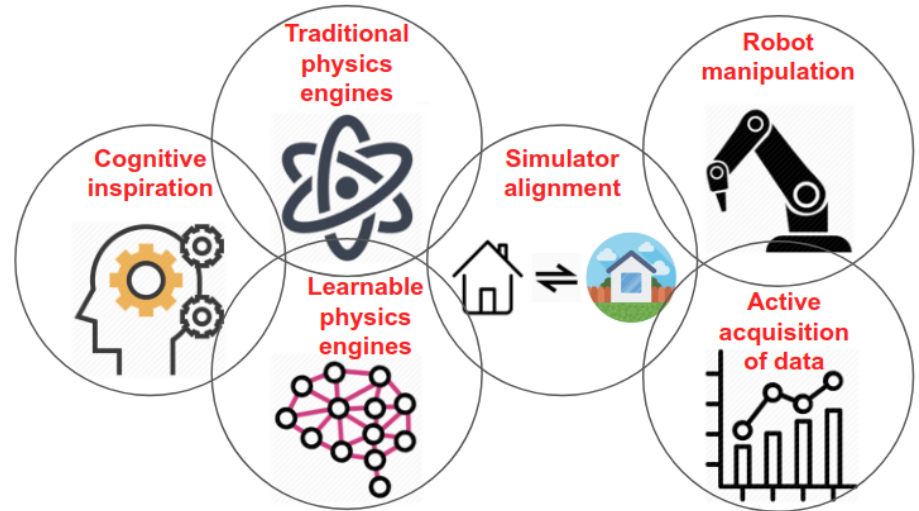 Traditional
physics
engines
Robot
manipulation
Cognitive
inspiration
Simulator
alignment
Learnable
physics
engines
Active
acquisition
of data